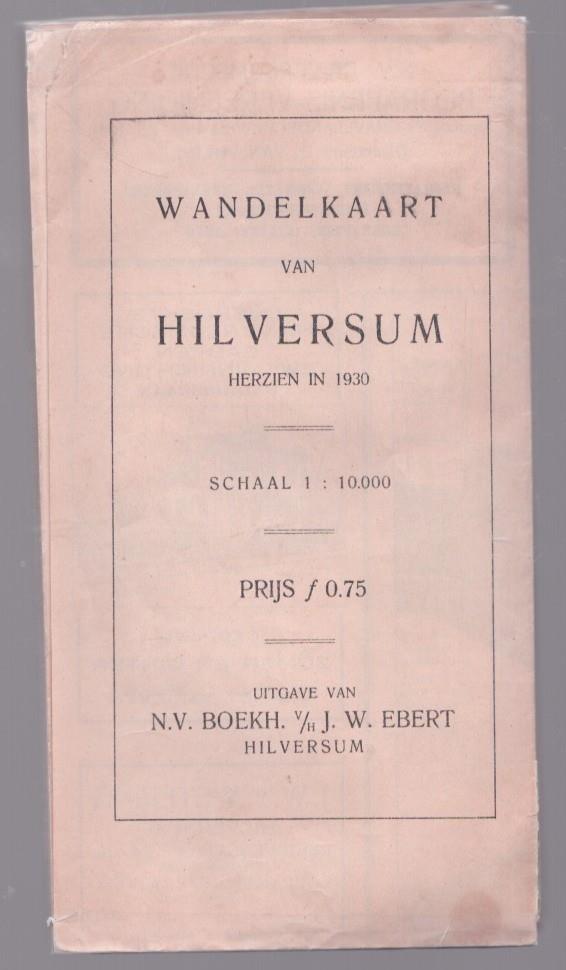 WANDELKAART
VAN
HILVERSUM
HERZIEN IN 1930
SCHAAL 1 : 10.000
PRIJS ƒ 0.75
UITGAVE VAN
N.V. BOEKH. V/H J. W. EBERT
HILVERSUM